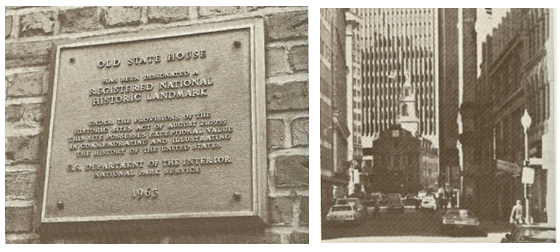 OLD STATE HOUSE
HAS BEEN DESIGNATED A
REGISTERED NATIONAL
HISTORIC LANDMARK
UNDER THE PROVISIONS OF THE
HISTORIC SITES ACT OF AUGUST 21, 1935
THIS SITE POSSESSES EXCEPTIONAL VALUE
IN COMMEMORATING AND ILLUSTRATING
THE HISTORY OF THE UNITED STATES
U.S. DEPARTMENT OF THE INTERIOR
NATIONAL PARK SERVICE
1963